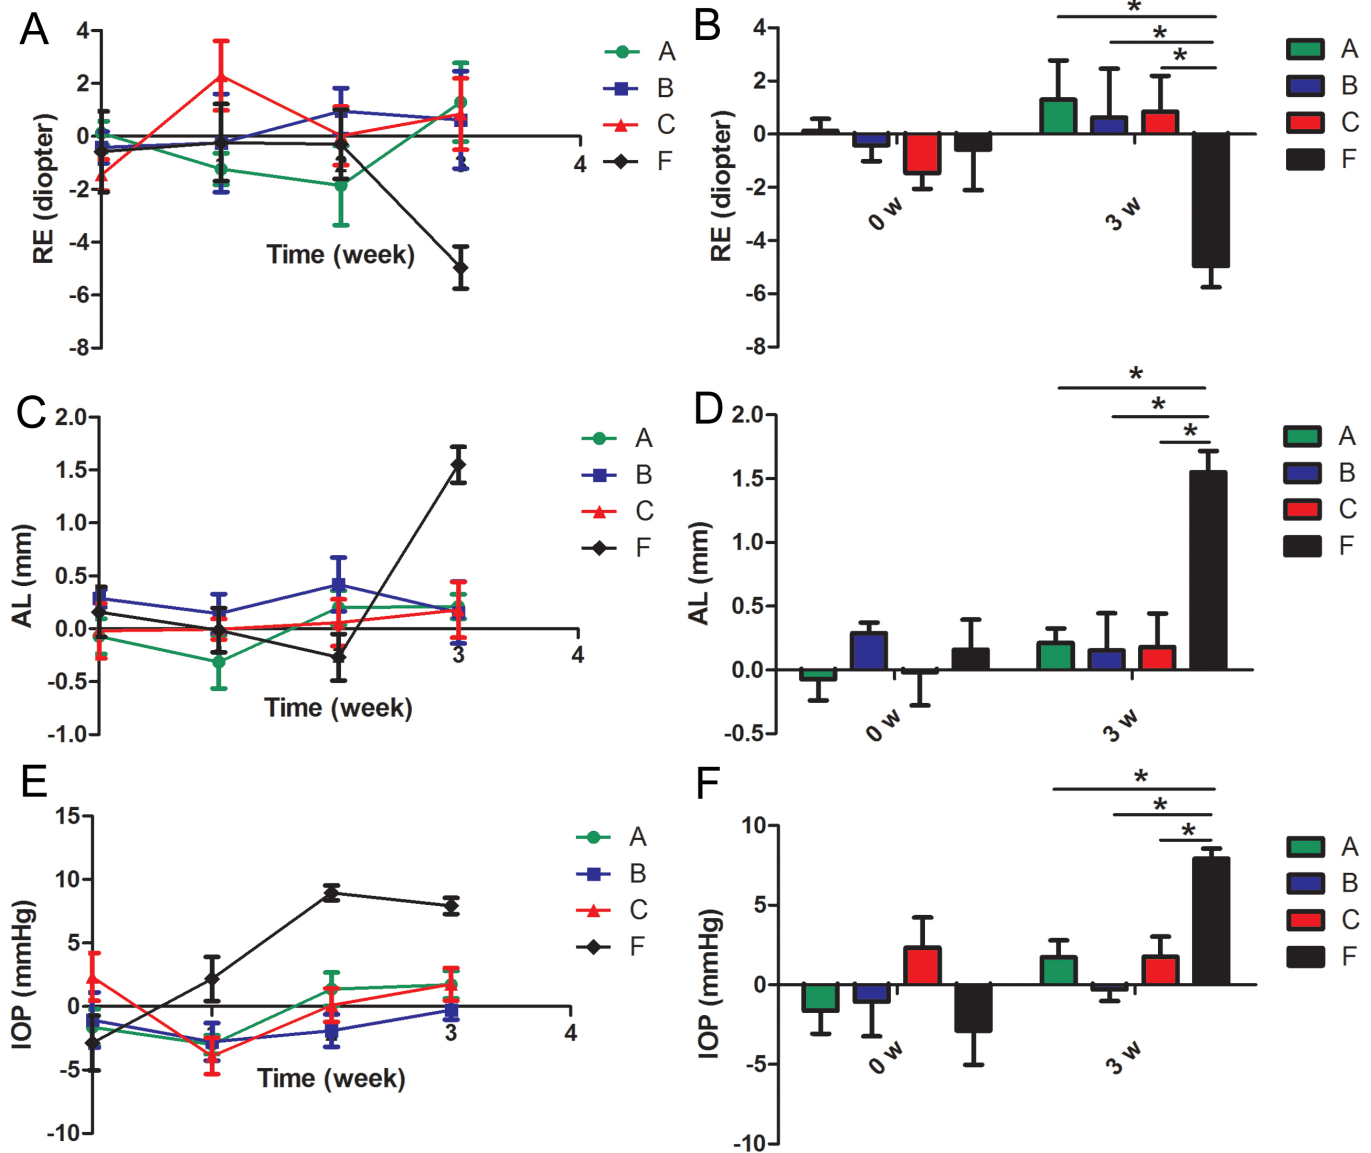 A
4
2
0
-2
-4
-6
-8
RE (diopter)
Time (week)
4
A
B
C
F
B
4
2
0
-2
-4
-6
-8
RE (diopter)
0 w
3 w
*
*
*
A
B
C
F
C
2.0
1.5
1.0
0.5
0.0
-0.5
-1.0
AL (mm)
Time (week)
3
4
A
B
C
F
D
2.0
1.5
1.0
0.5
0.0
-0.5
AL (mm)
0 w
3 w
*
*
*
A
B
C
F
E
15
10
5
0
-5
-10
IOP (mmHg)
Time (week)
3
4
A
B
C
F
F
10
5
0
-5
-10
IOP (mmHg)
0 w
3 w
*
*
*
A
B
C
F